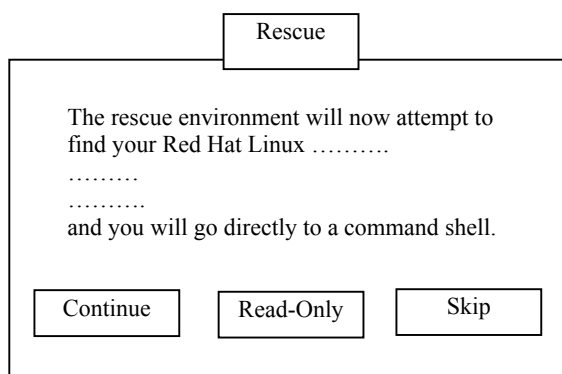 Rescue
The rescue environment will now attempt to
find your Red Hat Linux ……….
………
……….
and you will go directly to a command shell.
Continue
Read-Only
Skip